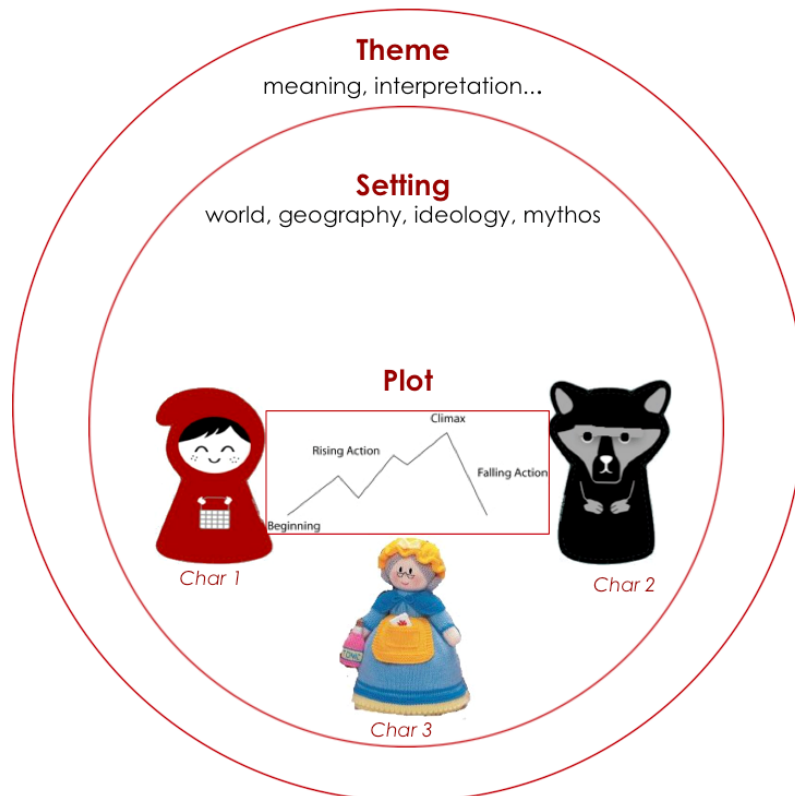 Theme
meaning, interpretation...
Setting
world, geography, ideology, mythos
Plot
Climax
Rising Action
Falling Action
Beginning
Char 1
Char 2
TONIC
Char 3